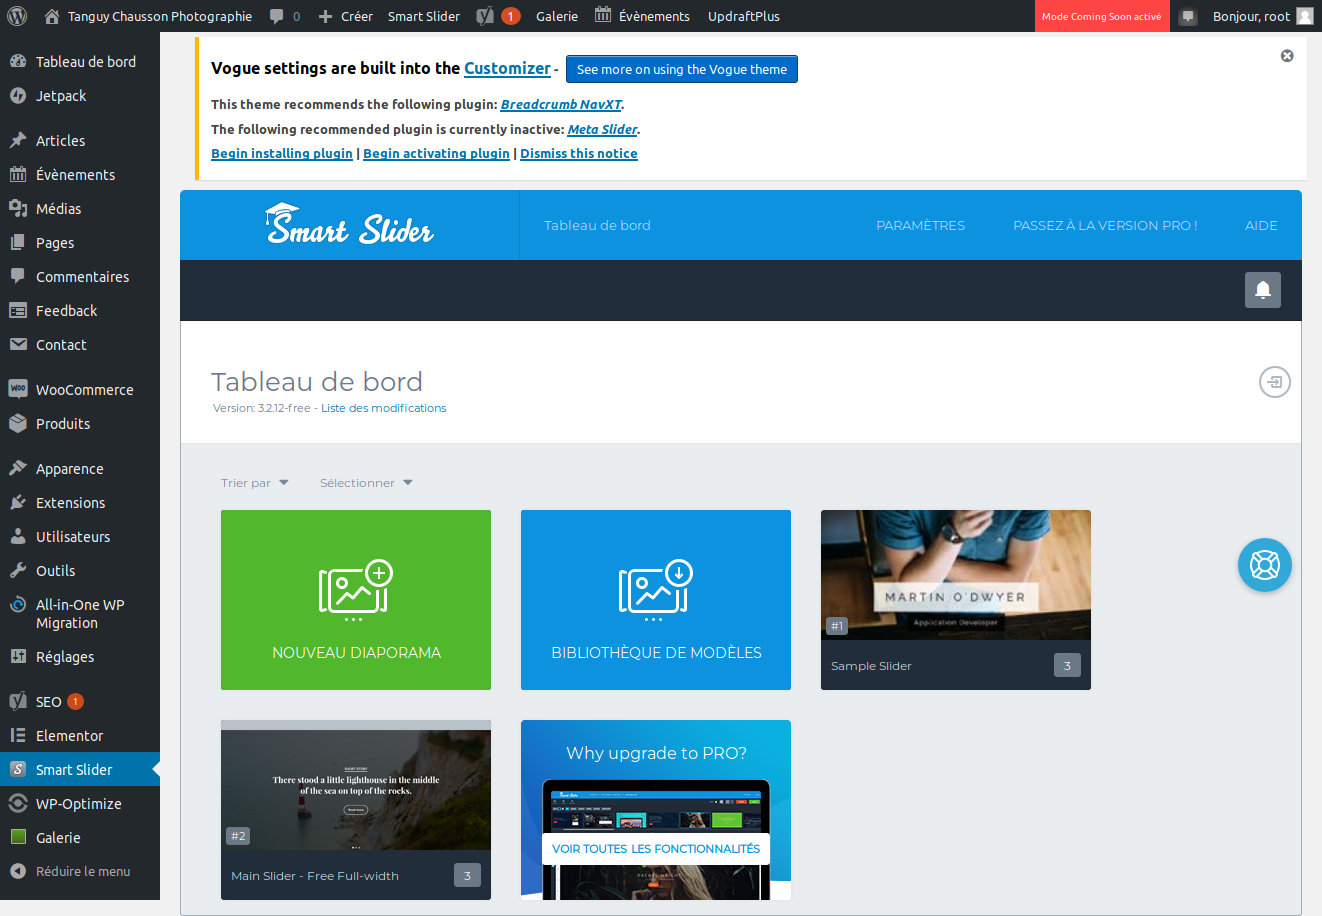 Tanguy Chausson Photographie 0 Créer Smart Slider 1 Galerie Évènements UpdraftPlus Mode Coming Soon activé Bonjour, root
Tableau de bord
Jetpack
Articles
Évènements
Médias
Pages
Commentaires
Feedback
Contact
WooCommerce
Produits
Apparence
Extensions
Utilisateurs
Outils
All-in-One WP
Migration
Réglages
SEO 1
Elementor
Smart Slider
WP-Optimize
Galerie
Réduire le menu
Vogue settings are built into the Customizer - See more on using the Vogue theme
This theme recommends the following plugin: Breadcrumb NavXT.
The following recommended plugin is currently inactive: Meta Slider.
Begin installing plugin | Begin activating plugin | Dismiss this notice
Smart Slider Tableau de bord PARAMÈTRES PASSEZ À LA VERSION PRO ! AIDE
Tableau de bord
Version: 3.2.12-free - Liste des modifications
Trier par Sélectionner
NOUVEAU DIAPORAMA
BIBLIOTHÈQUE DE MODÈLES
MARTIN O'DWYER
Application Developer
#1
Sample Slider 3
SHORT STORY
There stood a little lighthouse in the middle
of the sea on top of the rocks.
Read more
#2
Main Slider - Free Full-width 3
Why upgrade to PRO?
VOIR TOUTES LES FONCTIONNALITÉS